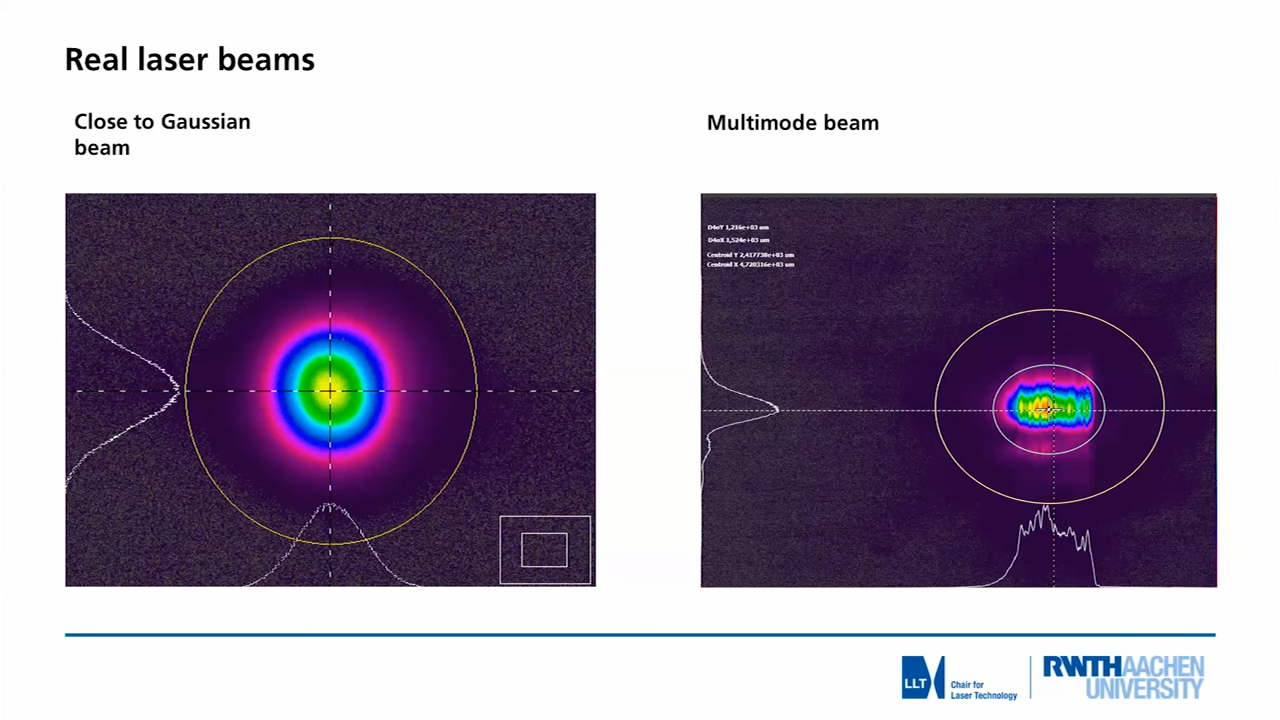 Real laser beams
Close to Gaussian
beam
Multimode beam
D4σY 1,216e+03 um
D4σX 1,524e+03 um
Centroid Y 2,417738e+03 um
Centroid X 4,720316e+03 um
LLT
Chair for
Laser Technology
RWTHAACHEN
UNIVERSITY